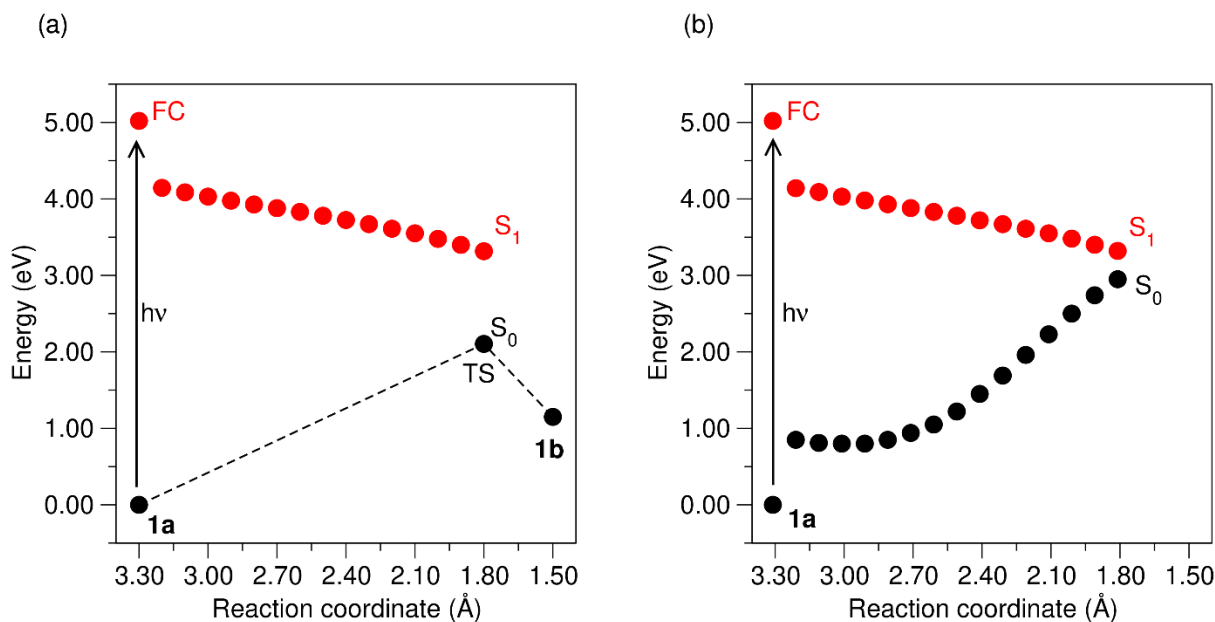 (a)
FC
5.00
4.00
S1
3.00
hν
Energy (eV)
S0
2.00
TS
1.00
1b
0.00
1a
3.30 3.00 2.70 2.40 2.10 1.80 1.50
Reaction coordinate (Å)
(b)
FC
5.00
4.00
S1
3.00
S0
hν
Energy (eV)
2.00
1.00
0.00
1a
3.30 3.00 2.70 2.40 2.10 1.80 1.50
Reaction coordinate (Å)